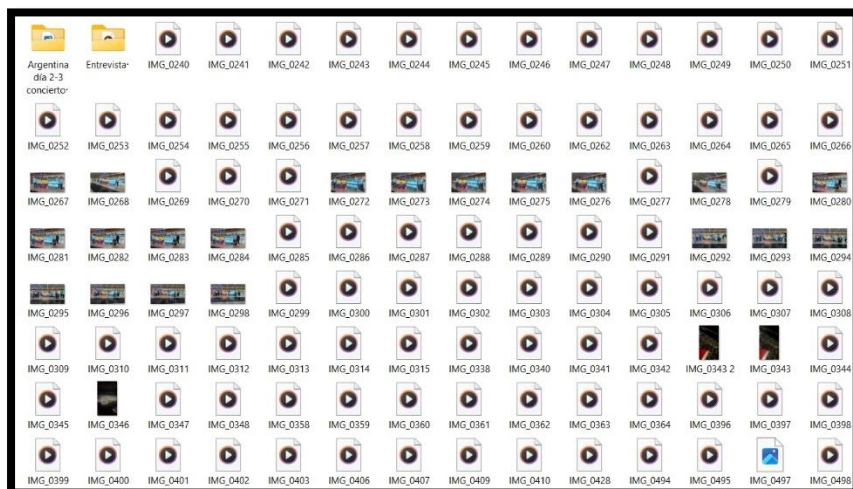 Argentina día 2-3 concierto· Entrevista· IMG_0240 IMG_0241 IMG_0242 IMG_0243 IMG_0244 IMG_0245 IMG_0246 IMG_0247 IMG_0248 IMG_0249 IMG_0250 IMG_0251
IMG_0252 IMG_0253 IMG_0254 IMG_0255 IMG_0256 IMG_0257 IMG_0258 IMG_0259 IMG_0260 IMG_0262 IMG_0263 IMG_0264 IMG_0265 IMG_0266
IMG_0267 IMG_0268 IMG_0269 IMG_0270 IMG_0271 IMG_0272 IMG_0273 IMG_0274 IMG_0275 IMG_0276 IMG_0277 IMG_0278 IMG_0279 IMG_0280
IMG_0281 IMG_0282 IMG_0283 IMG_0284 IMG_0285 IMG_0286 IMG_0287 IMG_0288 IMG_0289 IMG_0290 IMG_0291 IMG_0292 IMG_0293 IMG_0294
IMG_0295 IMG_0296 IMG_0297 IMG_0298 IMG_0299 IMG_0300 IMG_0301 IMG_0302 IMG_0303 IMG_0304 IMG_0305 IMG_0306 IMG_0307 IMG_0308
IMG_0309 IMG_0310 IMG_0311 IMG_0312 IMG_0313 IMG_0314 IMG_0315 IMG_0338 IMG_0340 IMG_0341 IMG_0342 IMG_0343 2 IMG_0343 IMG_0344
IMG_0345 IMG_0346 IMG_0347 IMG_0348 IMG_0358 IMG_0359 IMG_0360 IMG_0361 IMG_0362 IMG_0363 IMG_0364 IMG_0396 IMG_0397 IMG_0398
IMG_0399 IMG_0400 IMG_0401 IMG_0402 IMG_0403 IMG_0406 IMG_0407 IMG_0409 IMG_0410 IMG_0428 IMG_0494 IMG_0495 IMG_0497 IMG_0498